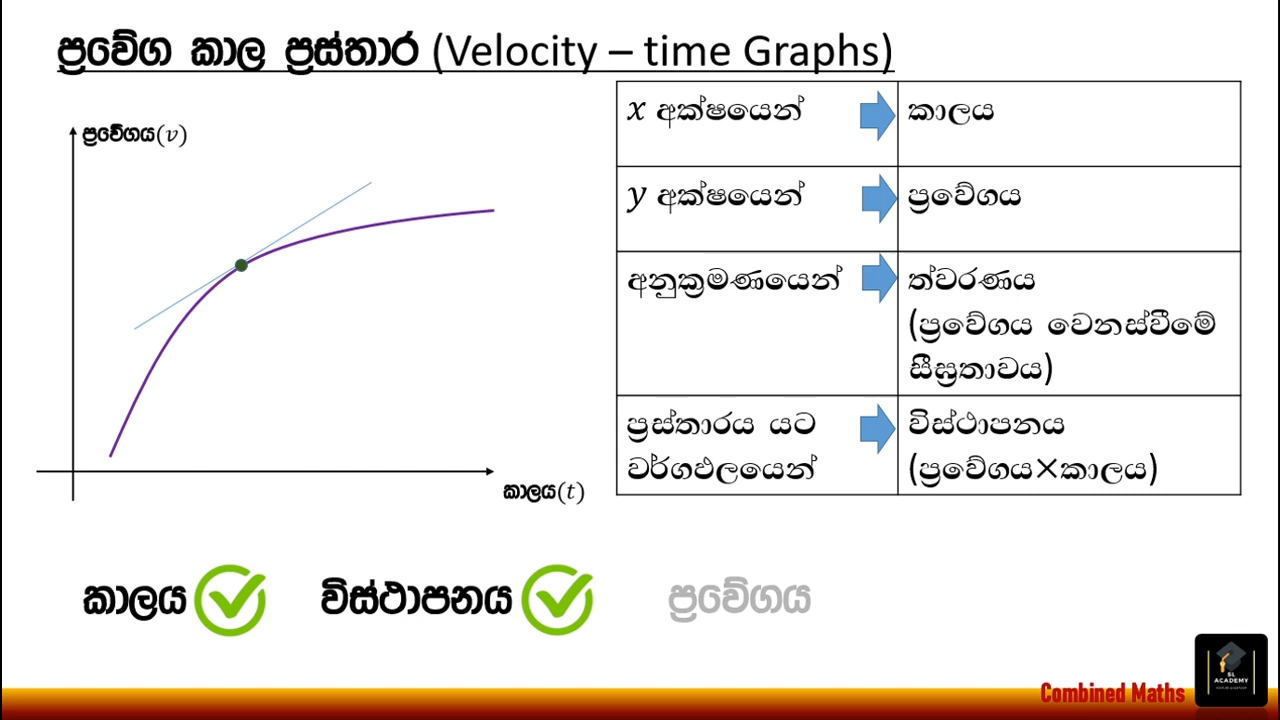 ප්‍රවේග කාල ප්‍රස්තාර (Velocity – time Graphs)
ප්‍රවේගය(v)
කාලය(t)
x අක්ෂයෙන්
කාලය
y අක්ෂයෙන්
ප්‍රවේගය
අනුක්‍රමණයෙන්
ත්වරණය
(ප්‍රවේගය වෙනස්වීමේ
සීඝ්‍රතාවය)
ප්‍රස්තාරය යට
වර්ගඵලයෙන්
විස්ථාපනය
(ප්‍රවේගය×කාලය)
කාලය
විස්ථාපනය
ප්‍රවේගය
Combined Maths
SL
ACADEMY